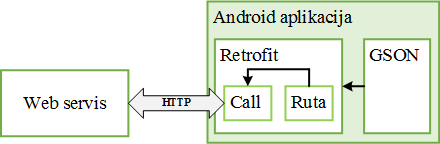 Android aplikacija
Retrofit
GSON
Web servis
HTTP
Call
Ruta